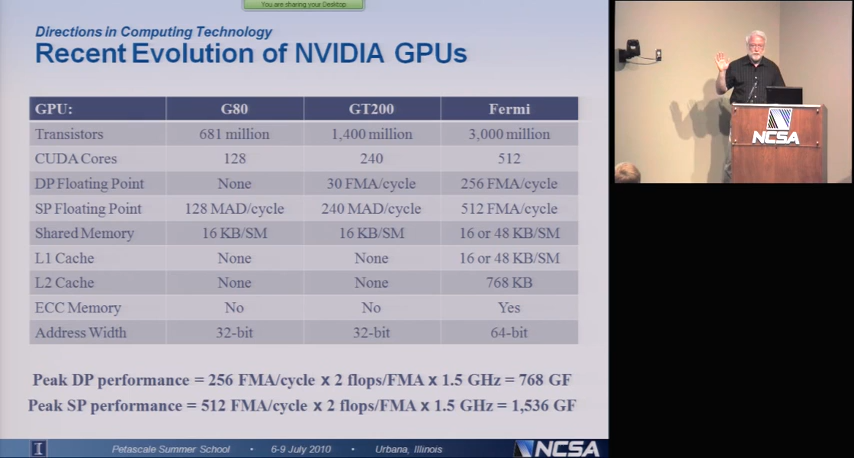 You are sharing your Desktop
Directions in Computing Technology
Recent Evolution of NVIDIA GPUs
GPU: G80 GT200 Fermi
Transistors 681 million 1,400 million 3,000 million
CUDA Cores 128 240 512
DP Floating Point None 30 FMA/cycle 256 FMA/cycle
SP Floating Point 128 MAD/cycle 240 MAD/cycle 512 FMA/cycle
Shared Memory 16 KB/SM 16 KB/SM 16 or 48 KB/SM
L1 Cache None None 16 or 48 KB/SM
L2 Cache None None 768 KB
ECC Memory No No Yes
Address Width 32-bit 32-bit 64-bit
Peak DP performance = 256 FMA/cycle x 2 flops/FMA x 1.5 GHz = 768 GF
Peak SP performance = 512 FMA/cycle x 2 flops/FMA x 1.5 GHz = 1,536 GF
I Petascale Summer School • 6-9 July 2010 • Urbana, Illinois NCSA
NCSA